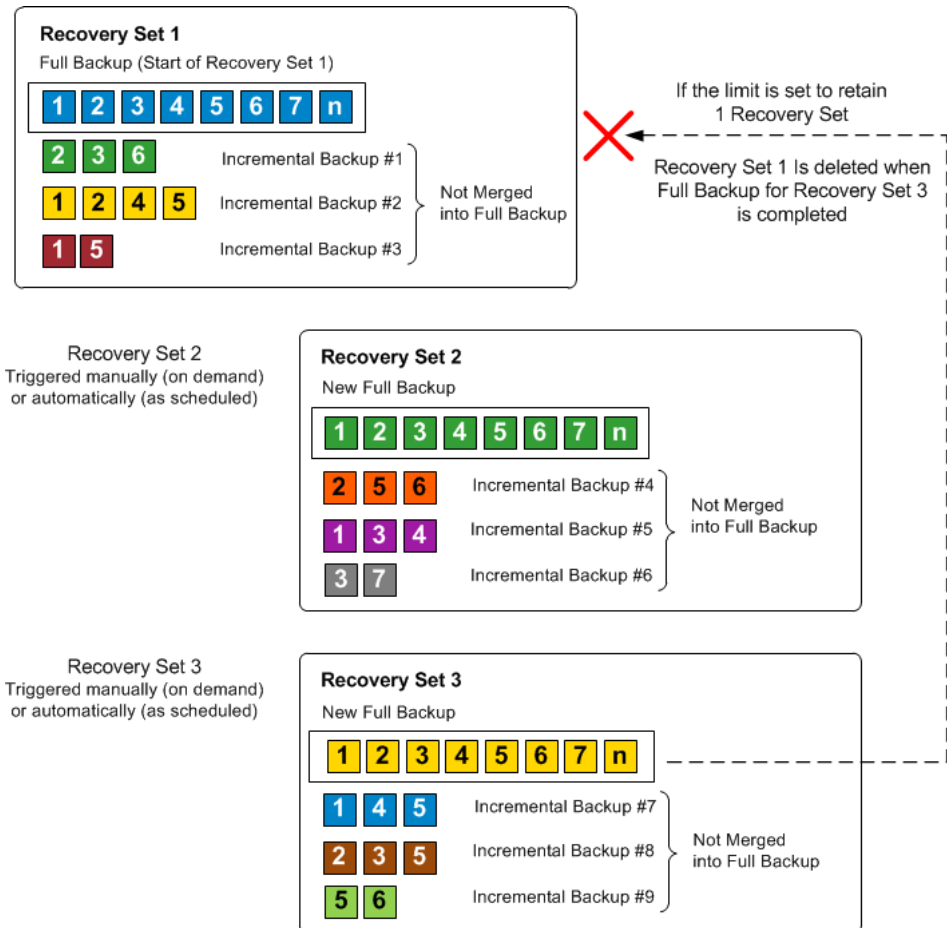 Recovery Set 1
Full Backup (Start of Recovery Set 1)
1 2 3 4 5 6 7 n
2 3 6
Incremental Backup #1
1 2 4 5
Incremental Backup #2
1 5
Incremental Backup #3
Not Merged
into Full Backup
If the limit is set to retain
1 Recovery Set
Recovery Set 1 Is deleted when
Full Backup for Recovery Set 3
is completed
Recovery Set 2
Triggered manually (on demand)
or automatically (as scheduled)
Recovery Set 2
New Full Backup
1 2 3 4 5 6 7 n
2 5 6
Incremental Backup #4
1 3 4
Incremental Backup #5
3 7
Incremental Backup #6
Not Merged
into Full Backup
Recovery Set 3
Triggered manually (on demand)
or automatically (as scheduled)
Recovery Set 3
New Full Backup
1 2 3 4 5 6 7 n
1 4 5
Incremental Backup #7
2 3 5
Incremental Backup #8
5 6
Incremental Backup #9
Not Merged
into Full Backup